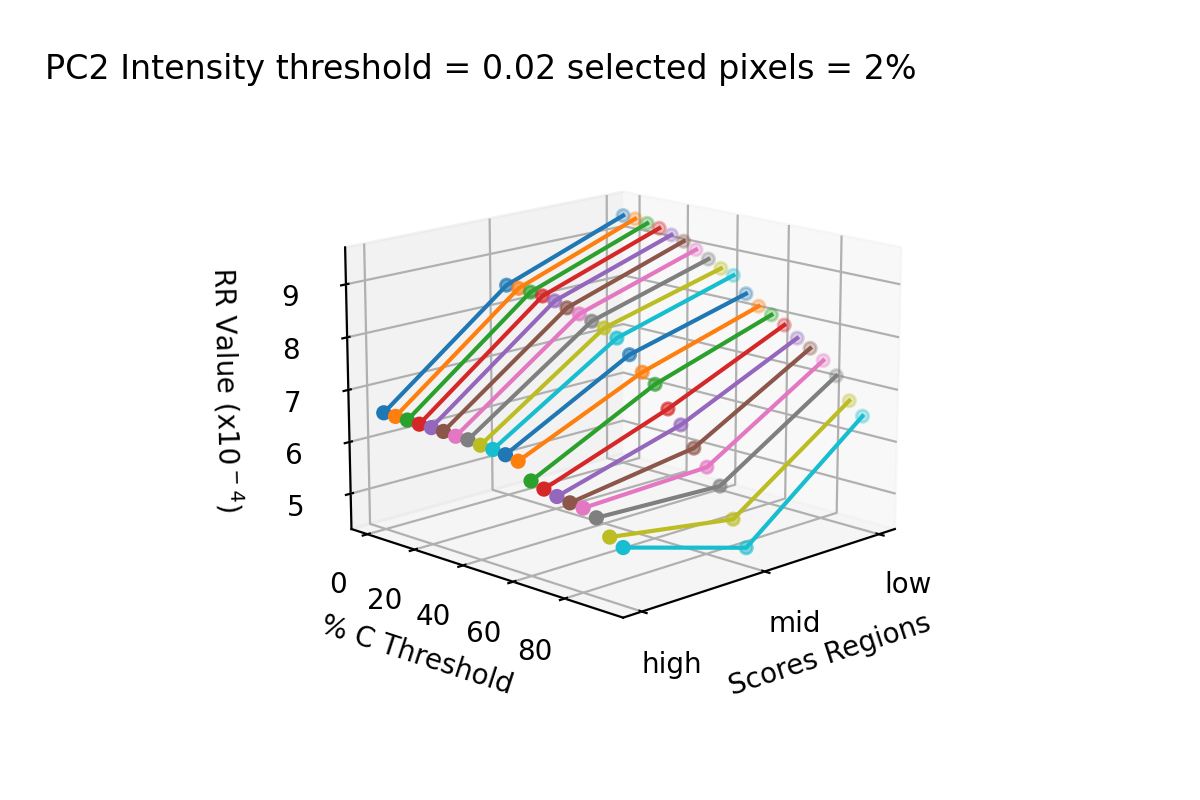 PC2 Intensity threshold = 0.02 selected pixels = 2%
RR Value (x10⁻⁴)
9
8
7
6
5
0
20
40
60
80
% C Threshold
high
mid
low
Scores Regions